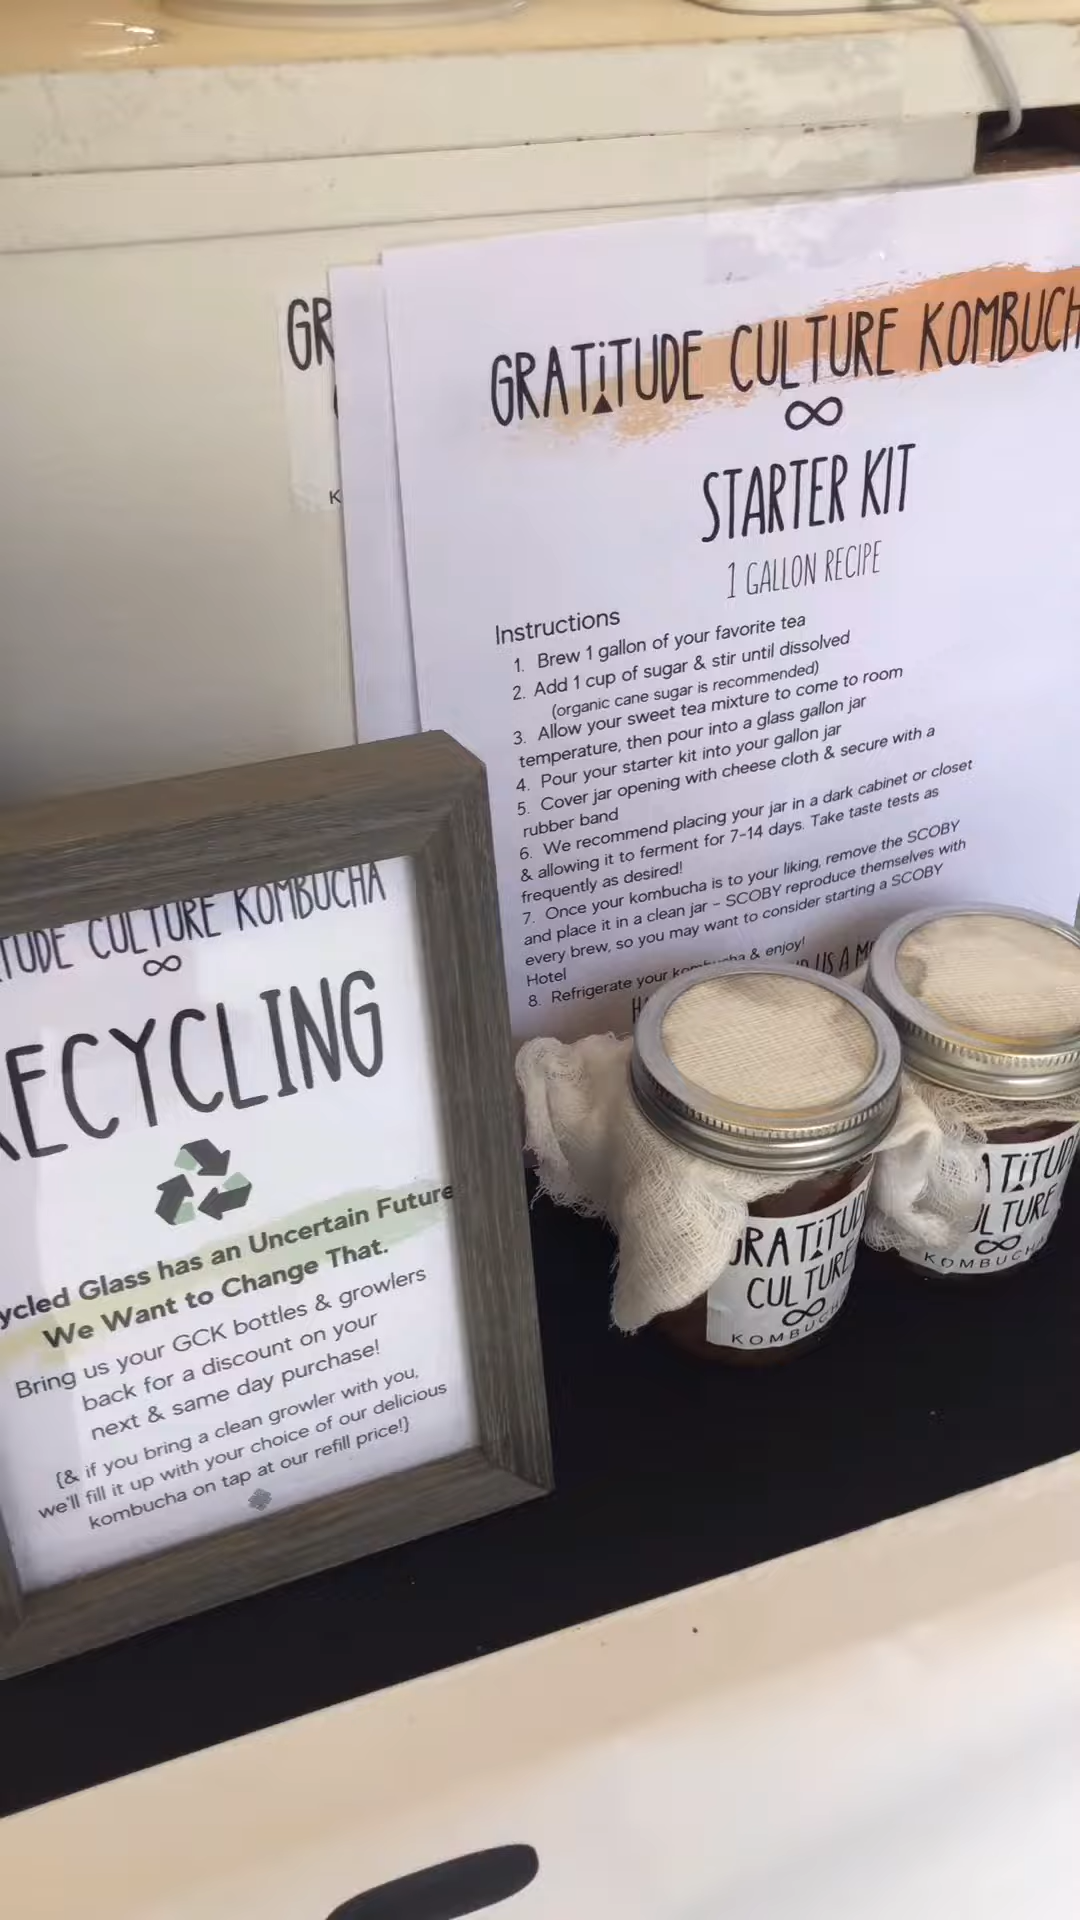 GR
K
GRATiTUDE CULTURE KOMBUCH
STARTER KIT
1 GALLON RECIPE
Instructions
1. Brew 1 gallon of your favorite tea
2. Add 1 cup of sugar & stir until dissolved
(organic cane sugar is recommended)
3. Allow your sweet tea mixture to come to room
temperature, then pour into a glass gallon jar
4. Pour your starter kit into your gallon jar
5. Cover jar opening with cheese cloth & secure with a
rubber band
6. We recommend placing your jar in a dark cabinet or closet
& allowing it to ferment for 7-14 days. Take taste tests as
frequently as desired!
7. Once your kombucha is to your liking, remove the SCOBY
and place it in a clean jar - SCOBY reproduce themselves with
every brew, so you may want to consider starting a SCOBY
Hotel
8. Refrigerate your kombucha & enjoy!
US A
TUDE CULTURE KOMBUCHA
RECYCLING
ycled Glass has an Uncertain Future
We Want to Change That.
Bring us your GCK bottles & growlers
back for a discount on your
next & same day purchase!
{& if you bring a clean growler with you,
we'll fill it up with your choice of our delicious
kombucha on tap at our refill price!}
GRATiTUD
CULTURE
KOMBUCHA
ATiTUD
ULTURE
KOMBUCHA